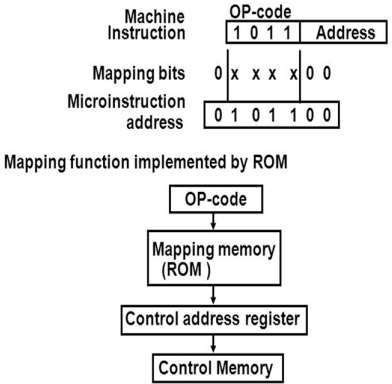 Machine OP-code
Instruction 1 0 1 1 Address
Mapping bits 0 x x x x 0 0
Microinstruction
address 0 1 0 1 1 0 0
Mapping function implemented by ROM
OP-code
Mapping memory
(ROM )
Control address register
Control Memory